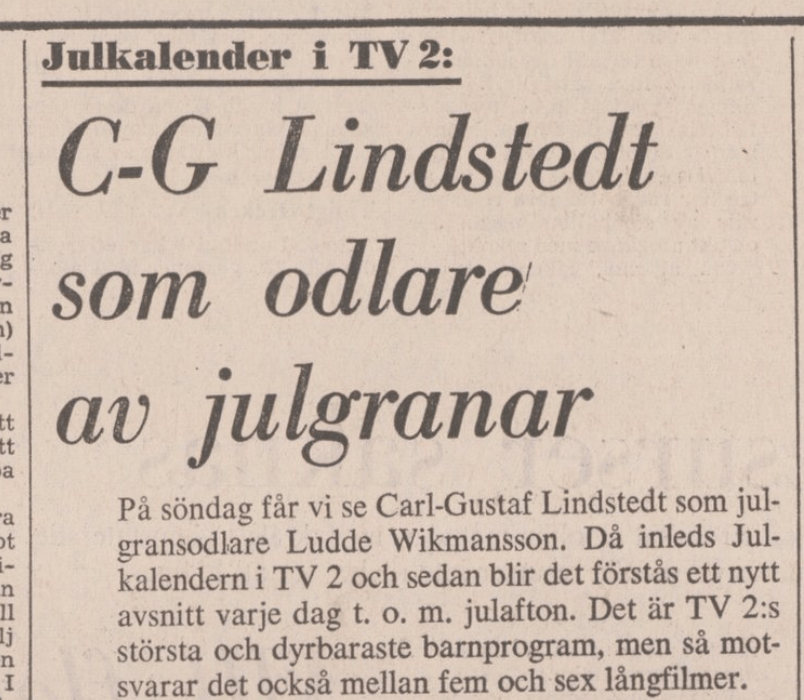 Julkalender i TV 2:
C-G Lindstedt
som odlare
av julgranar
På söndag får vi se Carl-Gustaf Lindstedt som jul-
gransodlare Ludde Wikmansson. Då inleds Jul-
kalendern i TV 2 och sedan blir det förstås ett nytt
avsnitt varje dag t. o. m. julafton. Det är TV 2:s
största och dyrbaraste barnprogram, men så mot-
svarar det också mellan fem och sex långfilmer.